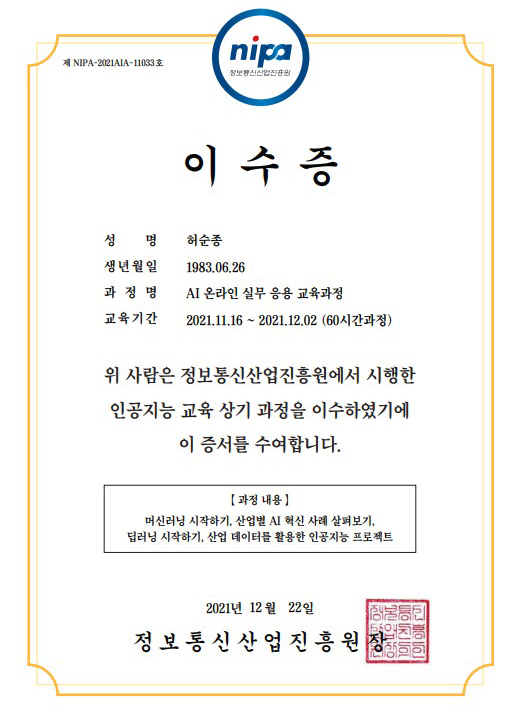 제 NIPA-2021AIA-11033호
nipa
정보통신산업진흥원
이 수 증
성 명 허순종
생년월일 1983.06.26
과 정 명 AI 온라인 실무 응용 교육과정
교육기간 2021.11.16 ~ 2021.12.02 (60시간과정)
위 사람은 정보통신산업진흥원에서 시행한
인공지능 교육 상기 과정을 이수하였기에
이 증서를 수여합니다.
【 과정 내용 】
머신러닝 시작하기, 산업별 AI 혁신 사례 살펴보기,
딥러닝 시작하기, 산업 데이터를 활용한 인공지능 프로젝트
2021년 12월 22일
정보통신산업진흥원장